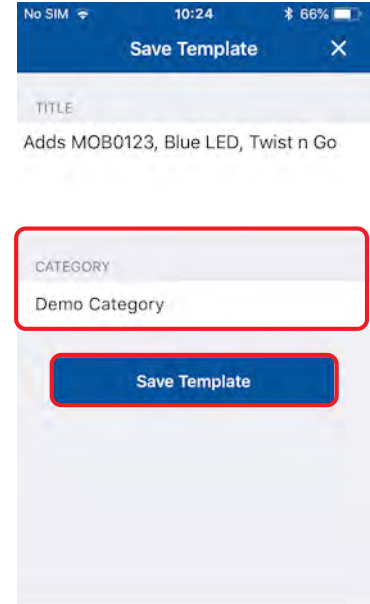 No SIM 10:24 66%
Save Template ×
TITLE
Adds MOB0123, Blue LED, Twist n Go
CATEGORY
Demo Category
Save Template